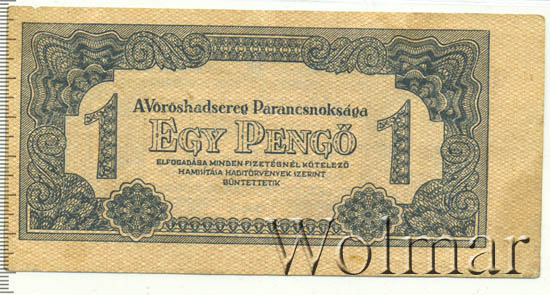 A Vöröshadsereg Parancsnoksága
1 EGY PENGŐ 1
ELFOGADÁSA MINDEN FIZETÉSNÉL KÖTELEZŐ
HAMISÍTÁSA HADITÖRVÉNYEK SZERINT
BÜNTETTETIK
Wolmar